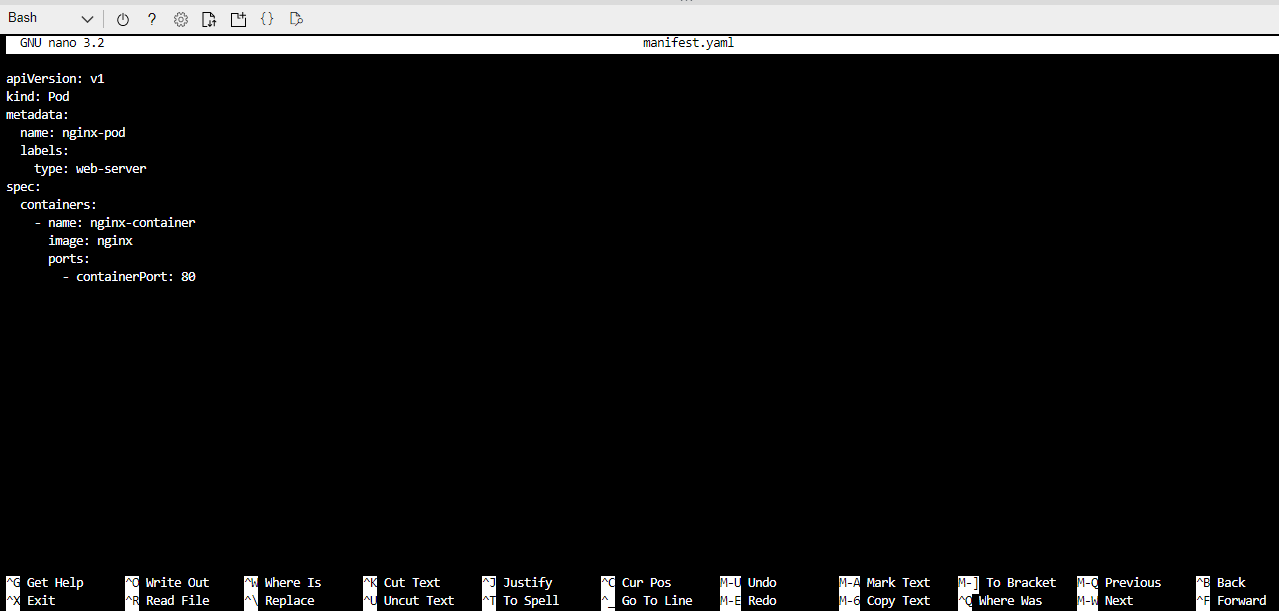 Bash
?
{}
GNU nano 3.2 manifest.yaml
apiVersion: v1
kind: Pod
metadata:
  name: nginx-pod
  labels:
    type: web-server
spec:
  containers:
    - name: nginx-container
      image: nginx
      ports:
        - containerPort: 80
^G Get Help ^O Write Out ^W Where Is ^K Cut Text ^J Justify ^C Cur Pos M-U Undo M-A Mark Text M-] To Bracket M-Q Previous ^B Back
^X Exit ^R Read File ^\ Replace ^U Uncut Text ^T To Spell ^_ Go To Line M-E Redo M-6 Copy Text ^Q Where Was M-W Next ^F Forward